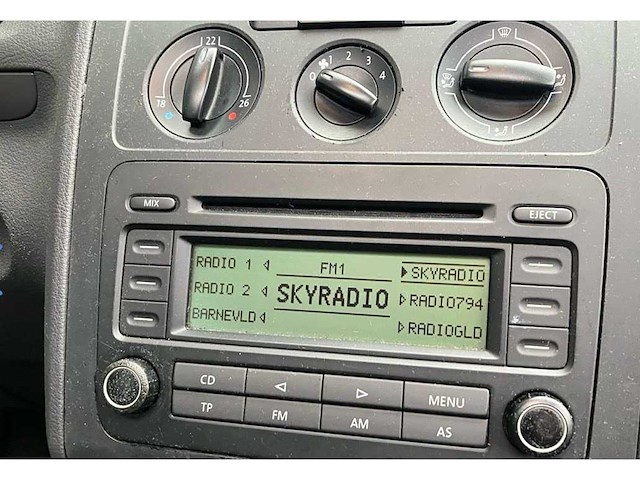 22
18 26
0 1 2 3 4
MIX
EJECT
RADIO 1
FM1
SKYRADIO
RADIO 2
SKYRADIO
RADIO794
BARNEVLD
RADIOGLD
CD
MENU
TP FM AM AS